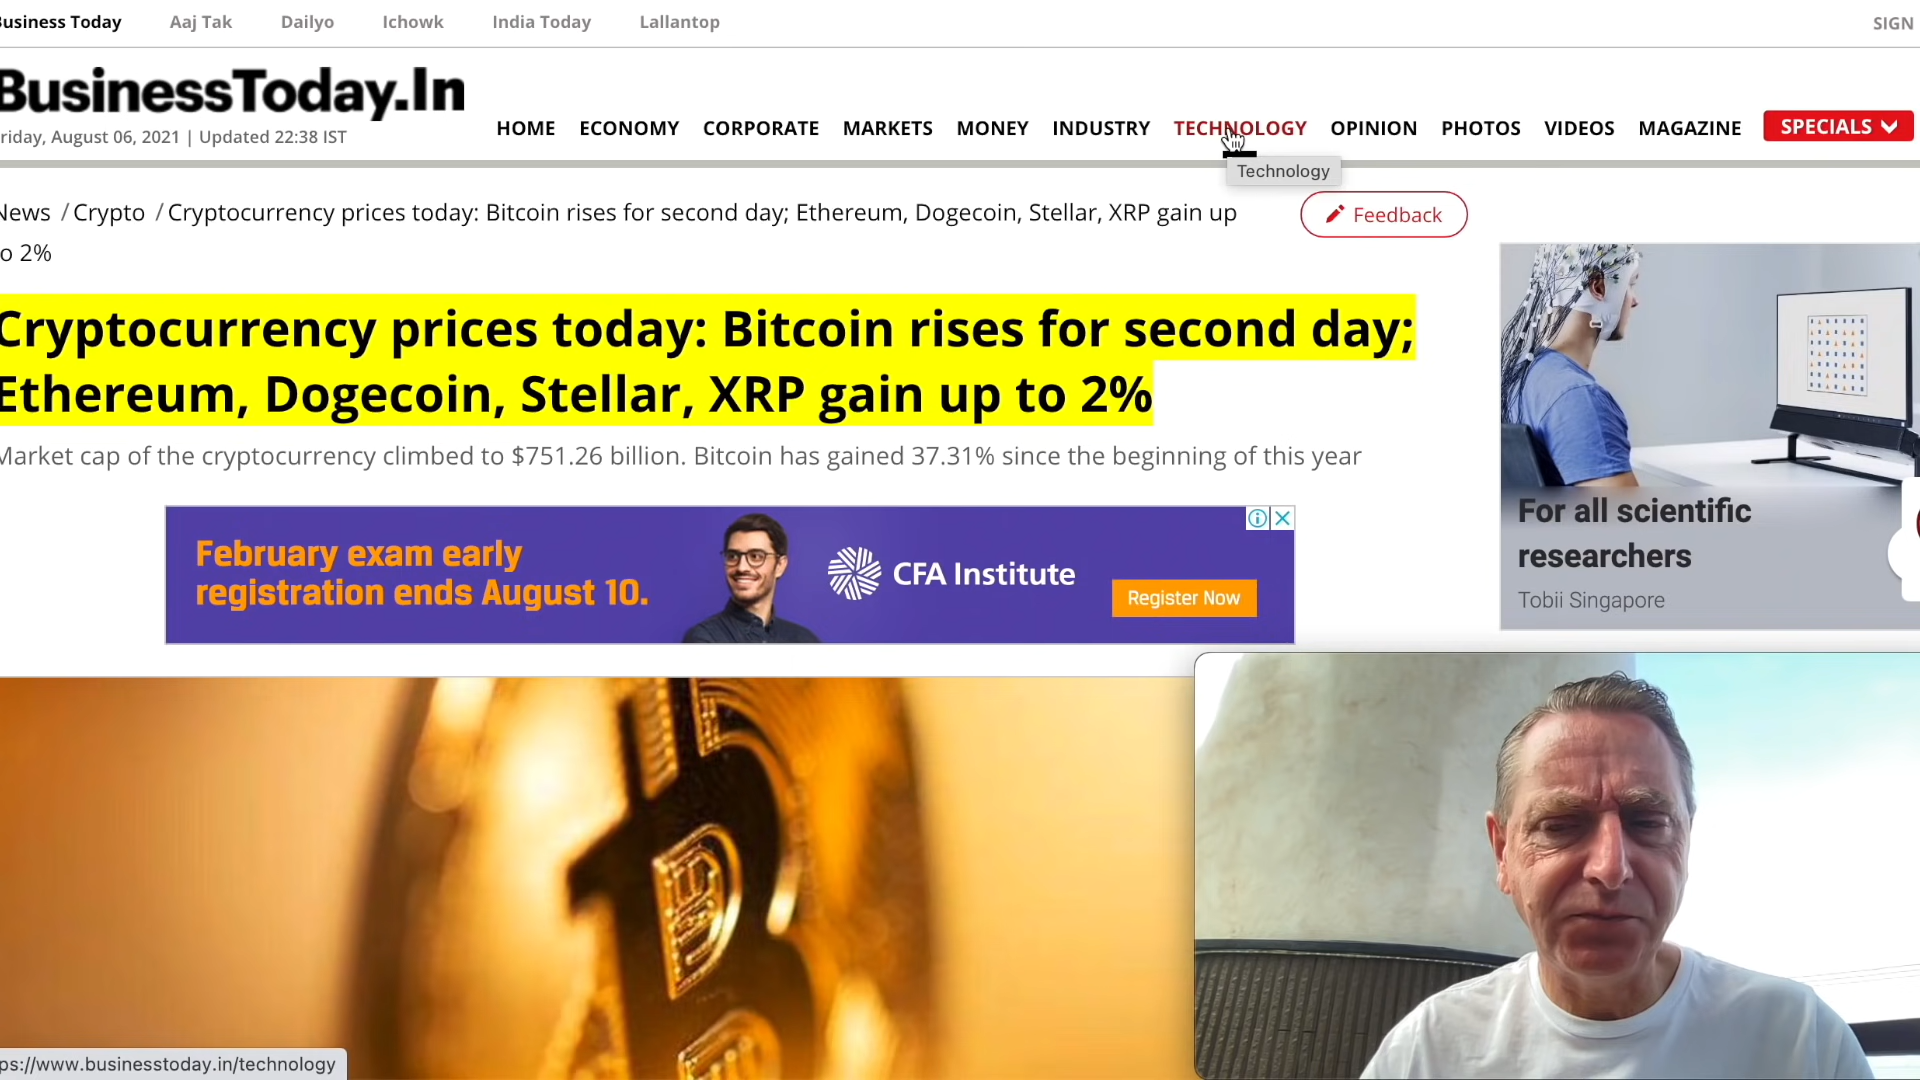 Business Today Aaj Tak Dailyo Ichowk India Today Lallantop SIGN
BusinessToday.In
riday, August 06, 2021 | Updated 22:38 IST
HOME ECONOMY CORPORATE MARKETS MONEY INDUSTRY TECHNOLOGY OPINION PHOTOS VIDEOS MAGAZINE SPECIALS
Technology
News / Crypto / Cryptocurrency prices today: Bitcoin rises for second day; Ethereum, Dogecoin, Stellar, XRP gain up
o 2%
Feedback
Cryptocurrency prices today: Bitcoin rises for second day;
Ethereum, Dogecoin, Stellar, XRP gain up to 2%
Market cap of the cryptocurrency climbed to $751.26 billion. Bitcoin has gained 37.31% since the beginning of this year
February exam early
registration ends August 10.
CFA Institute
Register Now
For all scientific
researchers
Tobii Singapore
ps://www.businesstoday.in/technology